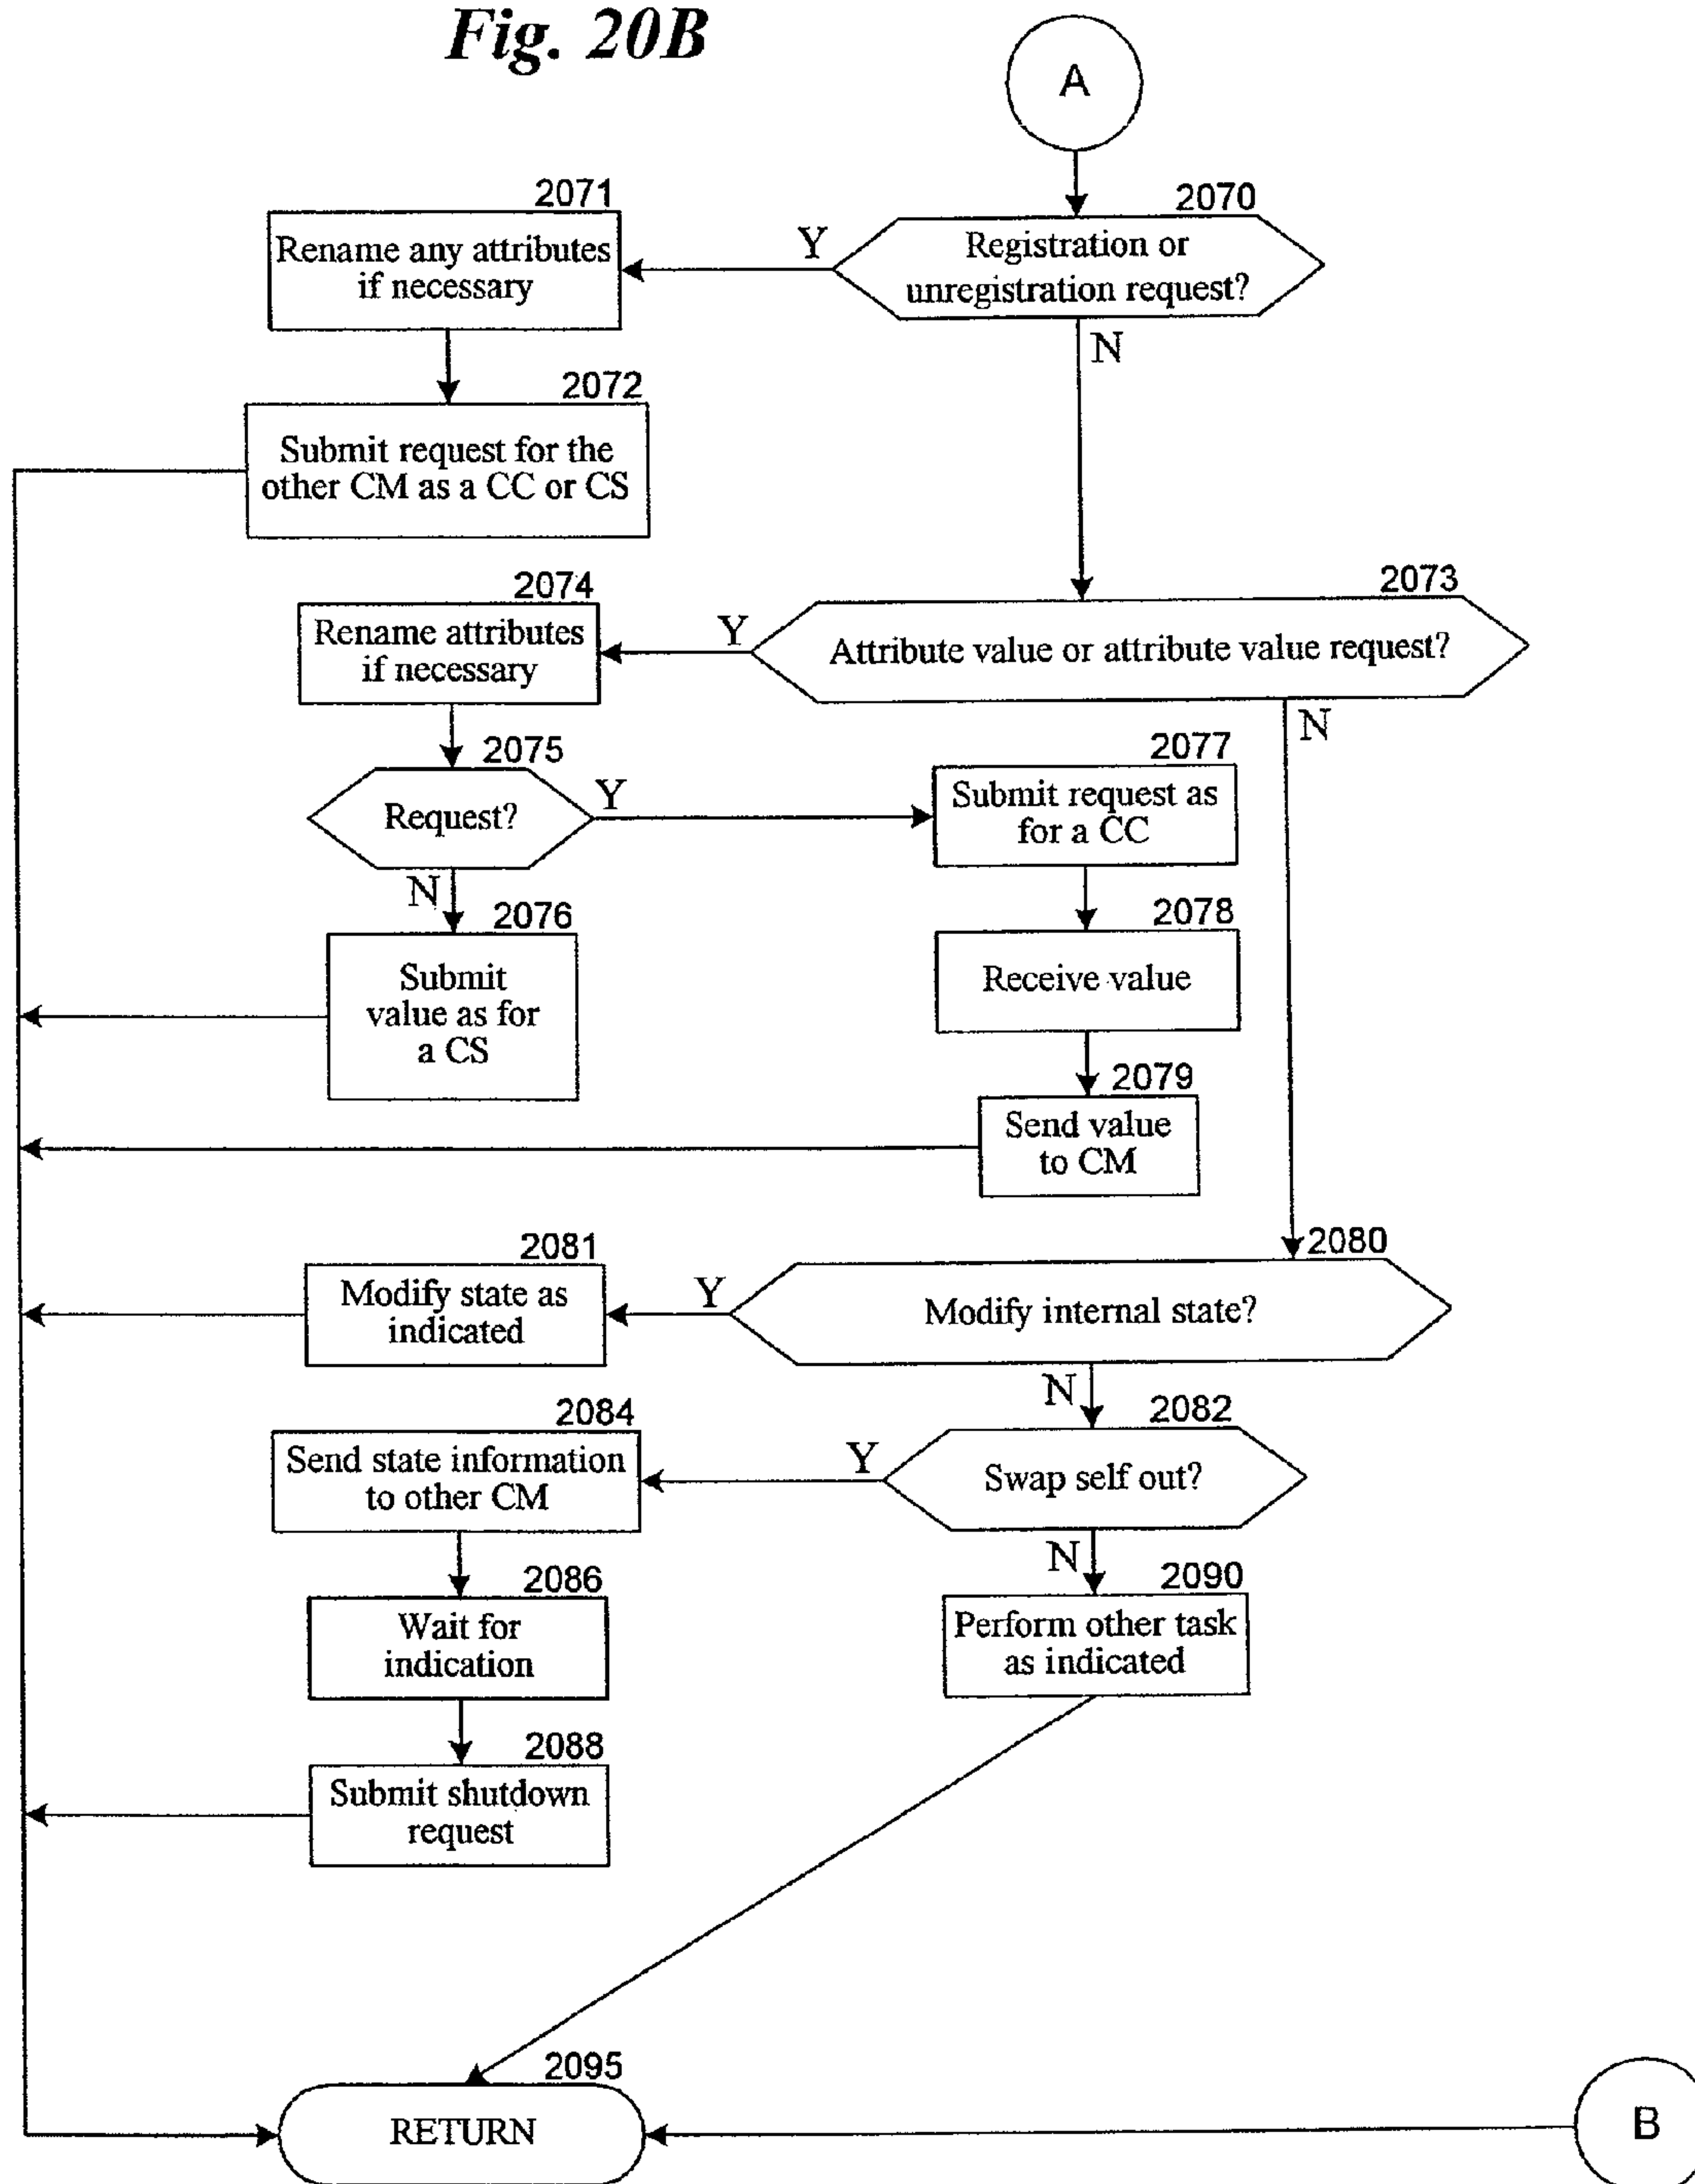 Fig. 20B
A
2070
Registration or
unregistration request?
Y
N
2071
Rename any attributes
if necessary
2072
Submit request for the
other CM as a CC or CS
2073
Attribute value or attribute value request?
Y
N
2074
Rename attributes
if necessary
2075
Request?
Y
N
2076
Submit
value as for
a CS
2077
Submit request as
for a CC
2078
Receive value
2079
Send value
to CM
2080
Modify internal state?
Y
N
2081
Modify state as
indicated
2082
Swap self out?
Y
N
2084
Send state information
to other CM
2086
Wait for
indication
2088
Submit shutdown
request
2090
Perform other task
as indicated
2095
RETURN
B